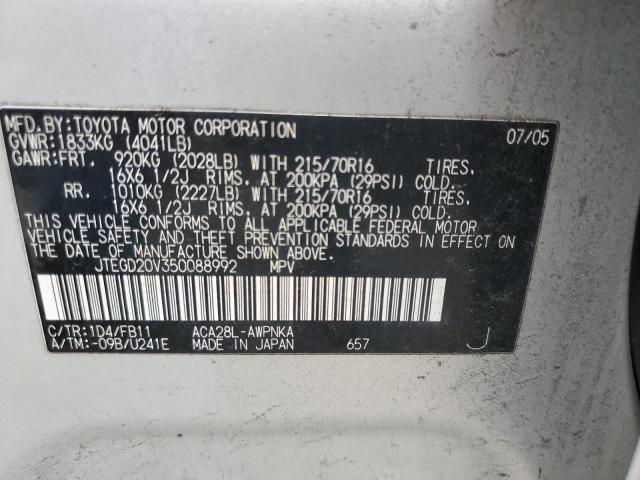 MFD.BY:TOYOTA MOTOR CORPORATION 07/05
GVWR:1833KG (4041LB)
GAWR:FRT. 920KG (2028LB) WITH 215/70R16 TIRES.
16X6 1/2J RIMS. AT 200KPA (29PSI) COLD.
RR. 1010KG (2227LB) WITH 215/70R16 TIRES.
16X6 1/2J RIMS. AT 200KPA (29PSI) COLD.
THIS VEHICLE CONFORMS TO ALL APPLICABLE FEDERAL MOTOR
VEHICLE SAFETY AND THEFT PREVENTION STANDARDS IN EFFECT ON
THE DATE OF MANUFACTURE SHOWN ABOVE.
JTEGD20V350088992 MPV
C/TR:1D4/FB11 ACA28L-AWPNKA
A/TM:-09B/U241E MADE IN JAPAN 657 J